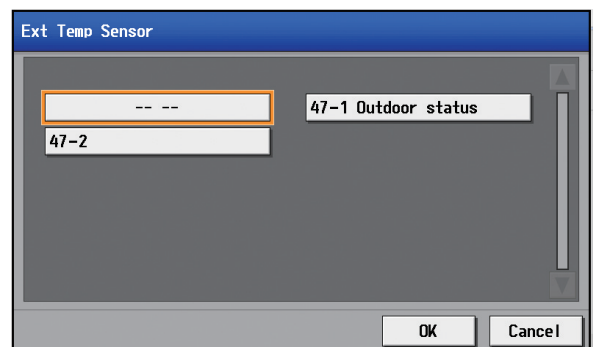 Ext Temp Sensor
-- --
47-1 Outdoor status
47-2
OK
Cancel